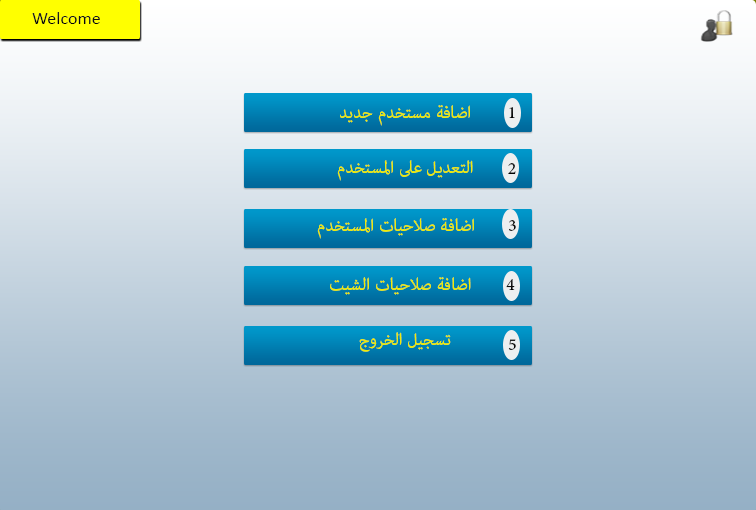 Welcome
1 اضافة مستخدم جديد
2 التعديل على المستخدم
3 اضافة صلاحيات المستخدم
4 اضافة صلاحيات الشيت
5 تسجيل الخروج